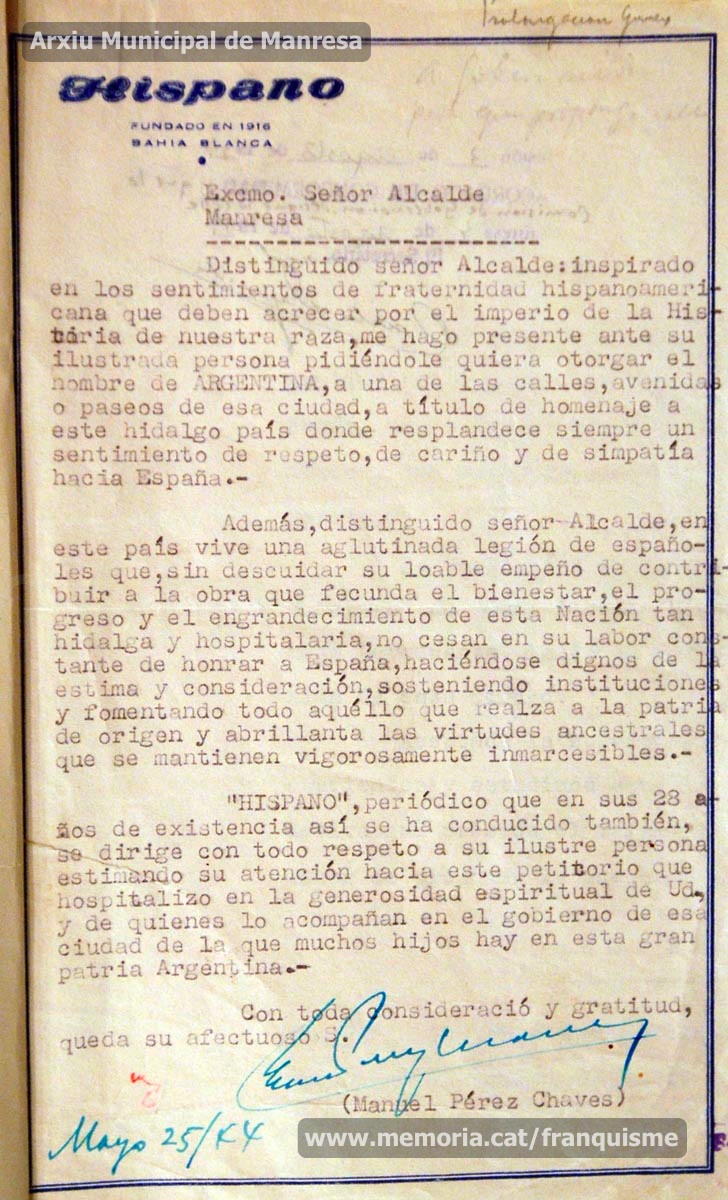 Prolongacion
Arxiu Municipal de Manresa
Hispano
FUNDADO EN 1916
BAHIA BLANCA
Excmo. Señor Alcalde
Manresa
-------------------------
Distinguido señor Alcalde:inspirado
en los sentimientos de fraternidad hispanoameri-
cana que deben acrecer por el imperio de la His-
toria de nuestra raza,me hago presente ante su
ilustrada persona pidiéndole quiera otorgar el
nombre de ARGENTINA,a una de las calles,avenidas
o paseos de esa ciudad,a título de homenaje a
este hidalgo país donde resplandece siempre un
sentimiento de respeto,de cariño y de simpatía
hacia España.-
Además,distinguido señor Alcalde,en
este país vive una aglutinada legión de españo-
les que,sin descuidar su loable empeño de contri-
buir a la obra que fecunda el bienestar,el pro-
greso y el engrandecimiento de esta Nación tan
hidalga y hospitalaria,no cesan en su labor cons-
tante de honrar a España,haciéndose dignos de la
estima y consideración,sosteniendo instituciones
y fomentando todo aquéllo que realza a la patria
de origen y abrillanta las virtudes ancestrales
que se mantienen vigorosamente inmarcesibles.-
"HISPANO",periódico que en sus 28 a-
ños de existencia así se ha conducido también,
se dirige con todo respeto a su ilustre persona
estimando su atención hacia este petitorio que
hospitalizo en la generosidad espiritual de Ud.,
y de quienes lo acompañan en el gobierno de esa
ciudad de la que muchos hijos hay en esta gran
patria Argentina.-
Con toda consideració y gratitud,
queda su afectuoso S.
(Manuel Pérez Chaves)
Mayo 25/44
www.memoria.cat/franquisme